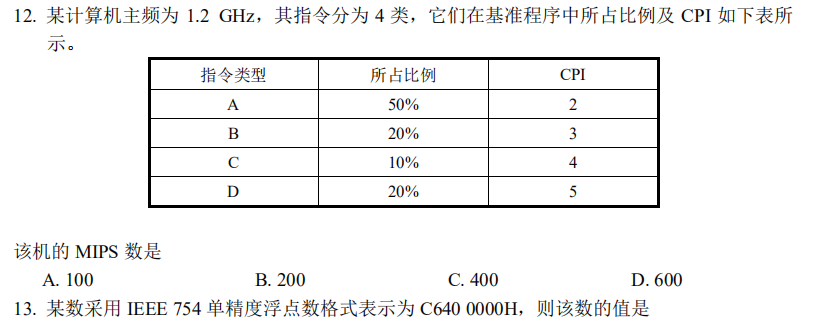 12. 某计算机主频为 1.2 GHz，其指令分为 4 类，它们在基准程序中所占比例及 CPI 如下表所
示。
指令类型 所占比例 CPI
A 50% 2
B 20% 3
C 10% 4
D 20% 5
该机的 MIPS 数是
A. 100 B. 200 C. 400 D. 600
13. 某数采用 IEEE 754 单精度浮点数格式表示为 C640 0000H，则该数的值是